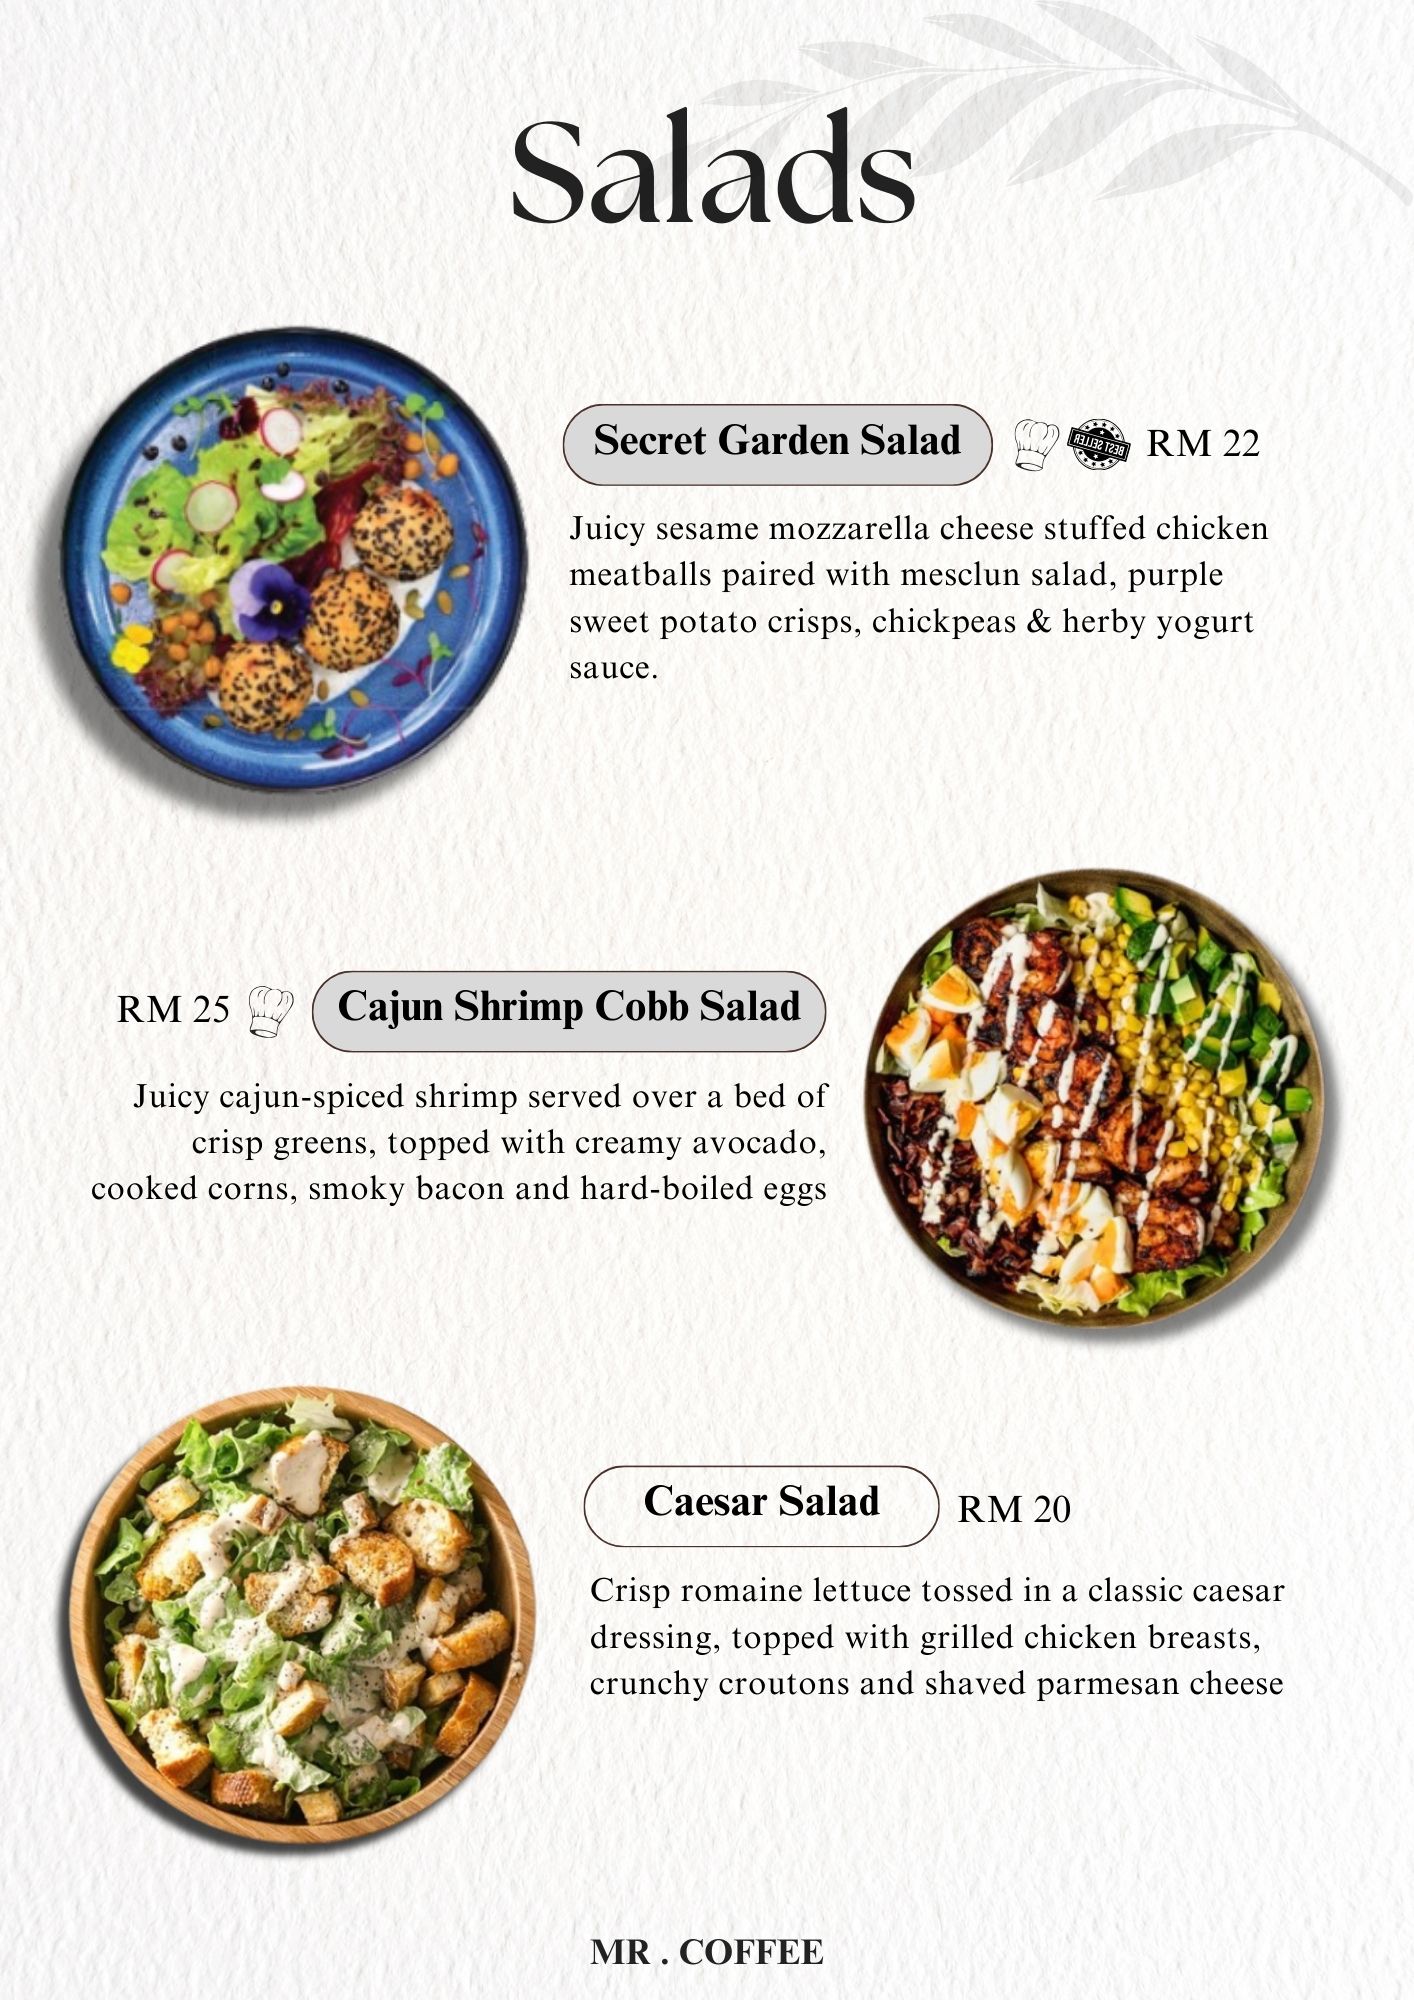 Salads
Secret Garden Salad BEST SELLER BEST SELLER RM 22
Juicy sesame mozzarella cheese stuffed chicken
meatballs paired with mesclun salad, purple
sweet potato crisps, chickpeas & herby yogurt
sauce.
RM 25 Cajun Shrimp Cobb Salad
Juicy cajun-spiced shrimp served over a bed of
crisp greens, topped with creamy avocado,
cooked corns, smoky bacon and hard-boiled eggs
Caesar Salad RM 20
Crisp romaine lettuce tossed in a classic caesar
dressing, topped with grilled chicken breasts,
crunchy croutons and shaved parmesan cheese
MR . COFFEE